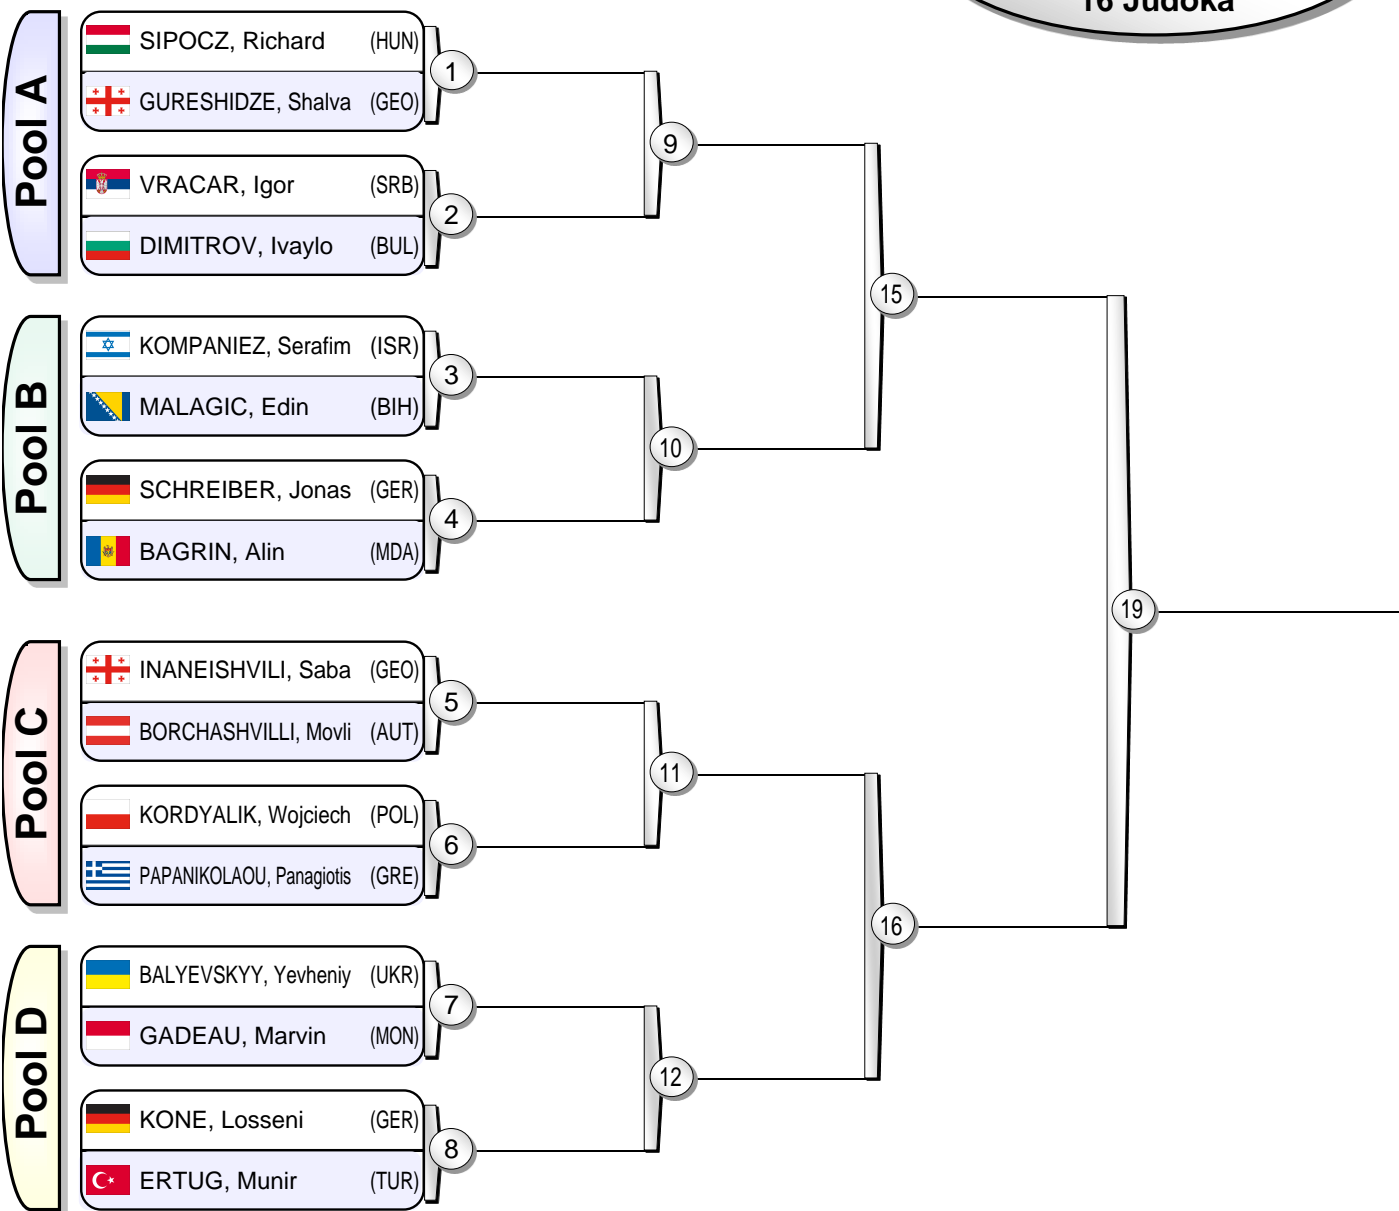 16 Judoka
Pool A
SIPOCZ, Richard (HUN)
1
GURESHIDZE, Shalva (GEO)
9
VRACAR, Igor (SRB)
2
DIMITROV, Ivaylo (BUL)
15
Pool B
KOMPANIEZ, Serafim (ISR)
3
MALAGIC, Edin (BIH)
10
SCHREIBER, Jonas (GER)
4
BAGRIN, Alin (MDA)
19
Pool C
INANEISHVILI, Saba (GEO)
5
BORCHASHVILLI, Movli (AUT)
11
KORDYALIK, Wojciech (POL)
6
PAPANIKOLAOU, Panagiotis (GRE)
16
Pool D
BALYEVSKYY, Yevheniy (UKR)
7
GADEAU, Marvin (MON)
12
KONE, Losseni (GER)
8
ERTUG, Munir (TUR)